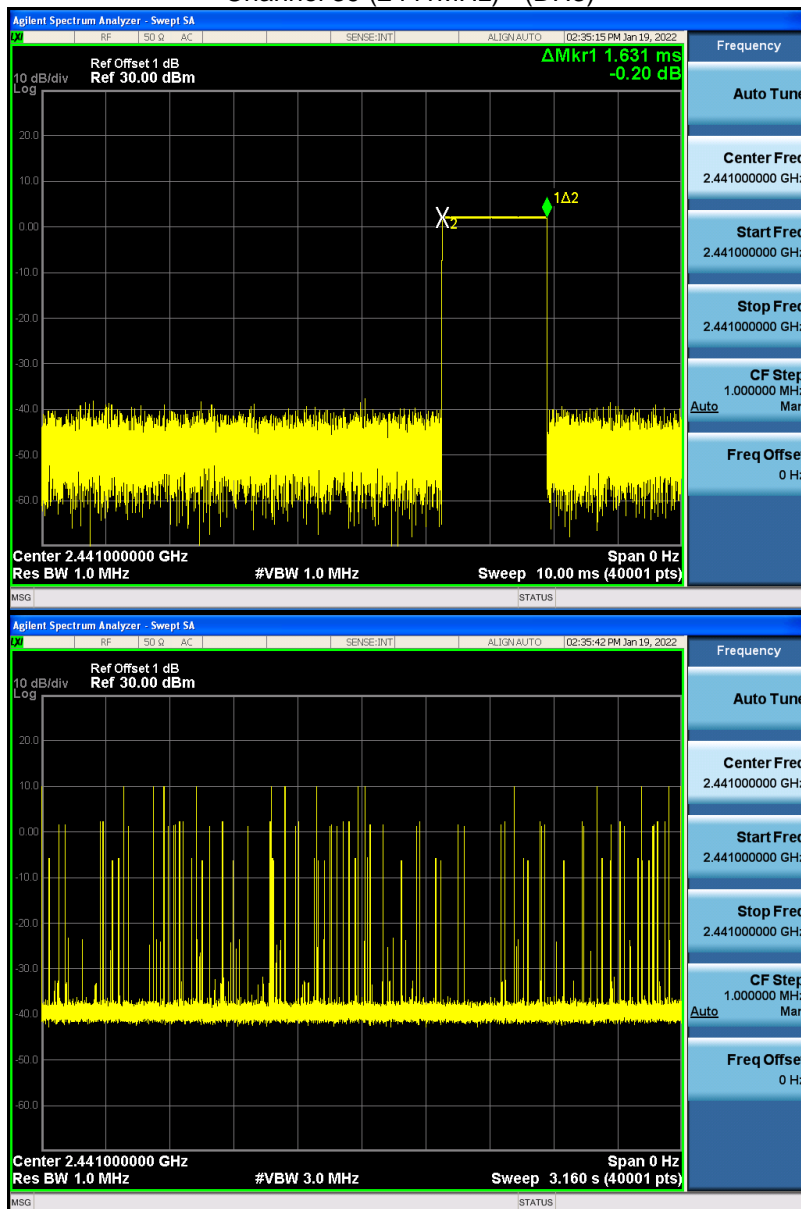 Agilent Spectrum Analyzer - Swept SA
LXI RF 50 Ω AC SENSE:INT ALIGN AUTO 02:35:15 PM Jan 19, 2022
Frequency
Ref Offset 1 dB
10 dB/div Ref 30.00 dBm
Log
ΔMkr1 1.631 ms
-0.20 dB
Auto Tune
20.0
10.0
0.00
-10.0
-20.0
-30.0
-40.0
-50.0
-60.0
X2
1Δ2
Center Freq
2.441000000 GHz
Start Freq
2.441000000 GHz
Stop Freq
2.441000000 GHz
CF Step
1.000000 MHz
Auto Man
Freq Offset
0 Hz
Center 2.441000000 GHz Span 0 Hz
Res BW 1.0 MHz #VBW 1.0 MHz Sweep 10.00 ms (40001 pts)
MSG STATUS
Agilent Spectrum Analyzer - Swept SA
LXI RF 50 Ω AC SENSE:INT ALIGN AUTO 02:35:42 PM Jan 19, 2022
Frequency
Ref Offset 1 dB
10 dB/div Ref 30.00 dBm
Log
Auto Tune
20.0
10.0
0.00
-10.0
-20.0
-30.0
-40.0
-50.0
-60.0
Center Freq
2.441000000 GHz
Start Freq
2.441000000 GHz
Stop Freq
2.441000000 GHz
CF Step
1.000000 MHz
Auto Man
Freq Offset
0 Hz
Center 2.441000000 GHz Span 0 Hz
Res BW 1.0 MHz #VBW 3.0 MHz Sweep 3.160 s (40001 pts)
MSG STATUS